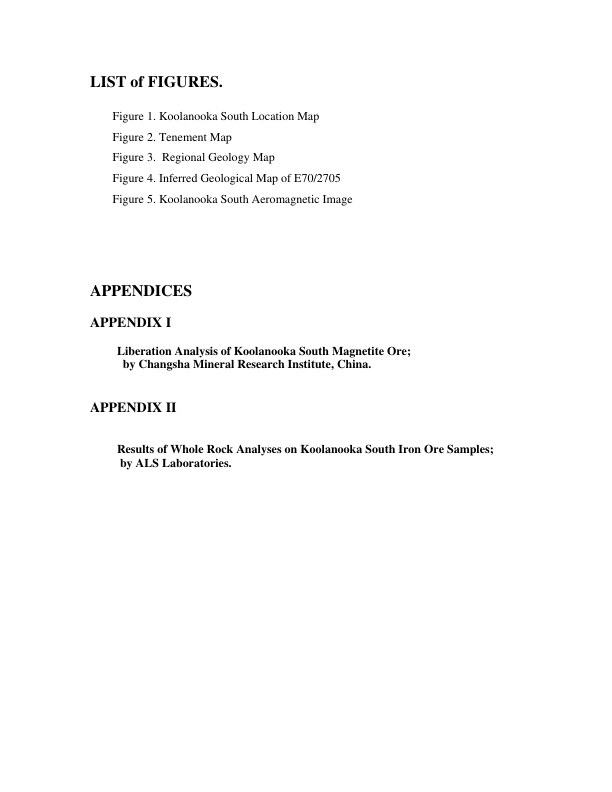 LIST of FIGURES.
Figure 1. Koolanooka South Location Map
Figure 2. Tenement Map
Figure 3.  Regional Geology Map
Figure 4. Inferred Geological Map of E70/2705
Figure 5. Koolanooka South Aeromagnetic Image
APPENDICES
APPENDIX I
Liberation Analysis of Koolanooka South Magnetite Ore;
by Changsha Mineral Research Institute, China.
APPENDIX II
Results of Whole Rock Analyses on Koolanooka South Iron Ore Samples;
by ALS Laboratories.